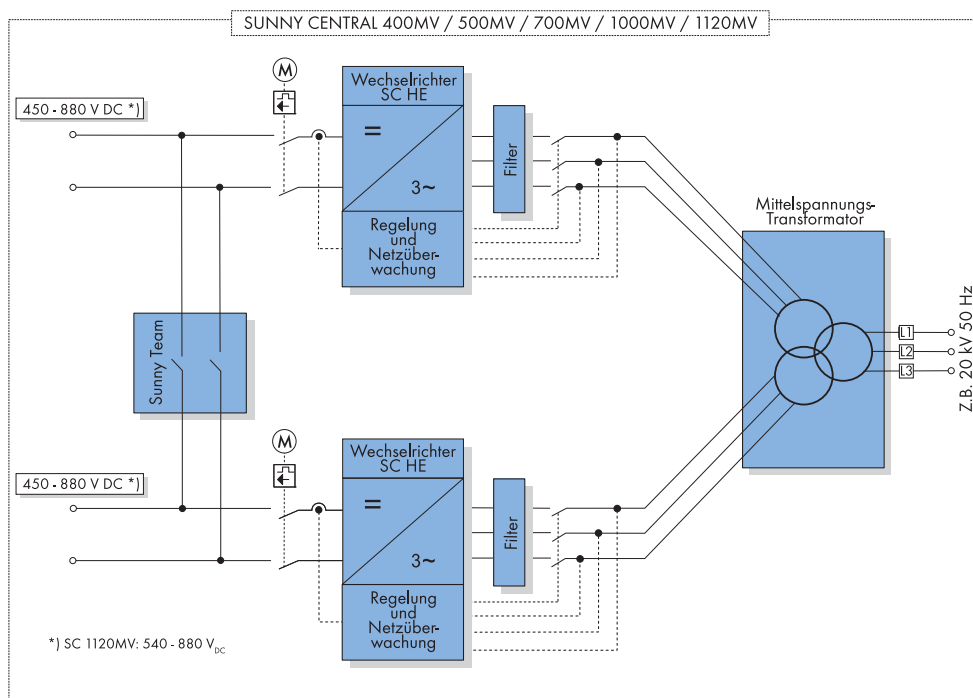 SUNNY CENTRAL 400MV / 500MV / 700MV / 1000MV / 1120MV
M
450 - 880 V DC *)
Wechselrichter
SC HE
=
3~
Filter
Regelung
und
Netzüber-
wachung
Mittelspannungs-
Transformator
L1
L2
L3
Z.B. 20 kV 50 Hz
Sunny Team
M
450 - 880 V DC *)
Wechselrichter
SC HE
=
3~
Filter
Regelung
und
Netzüber-
wachung
*) SC 1120MV: 540 - 880 VDC